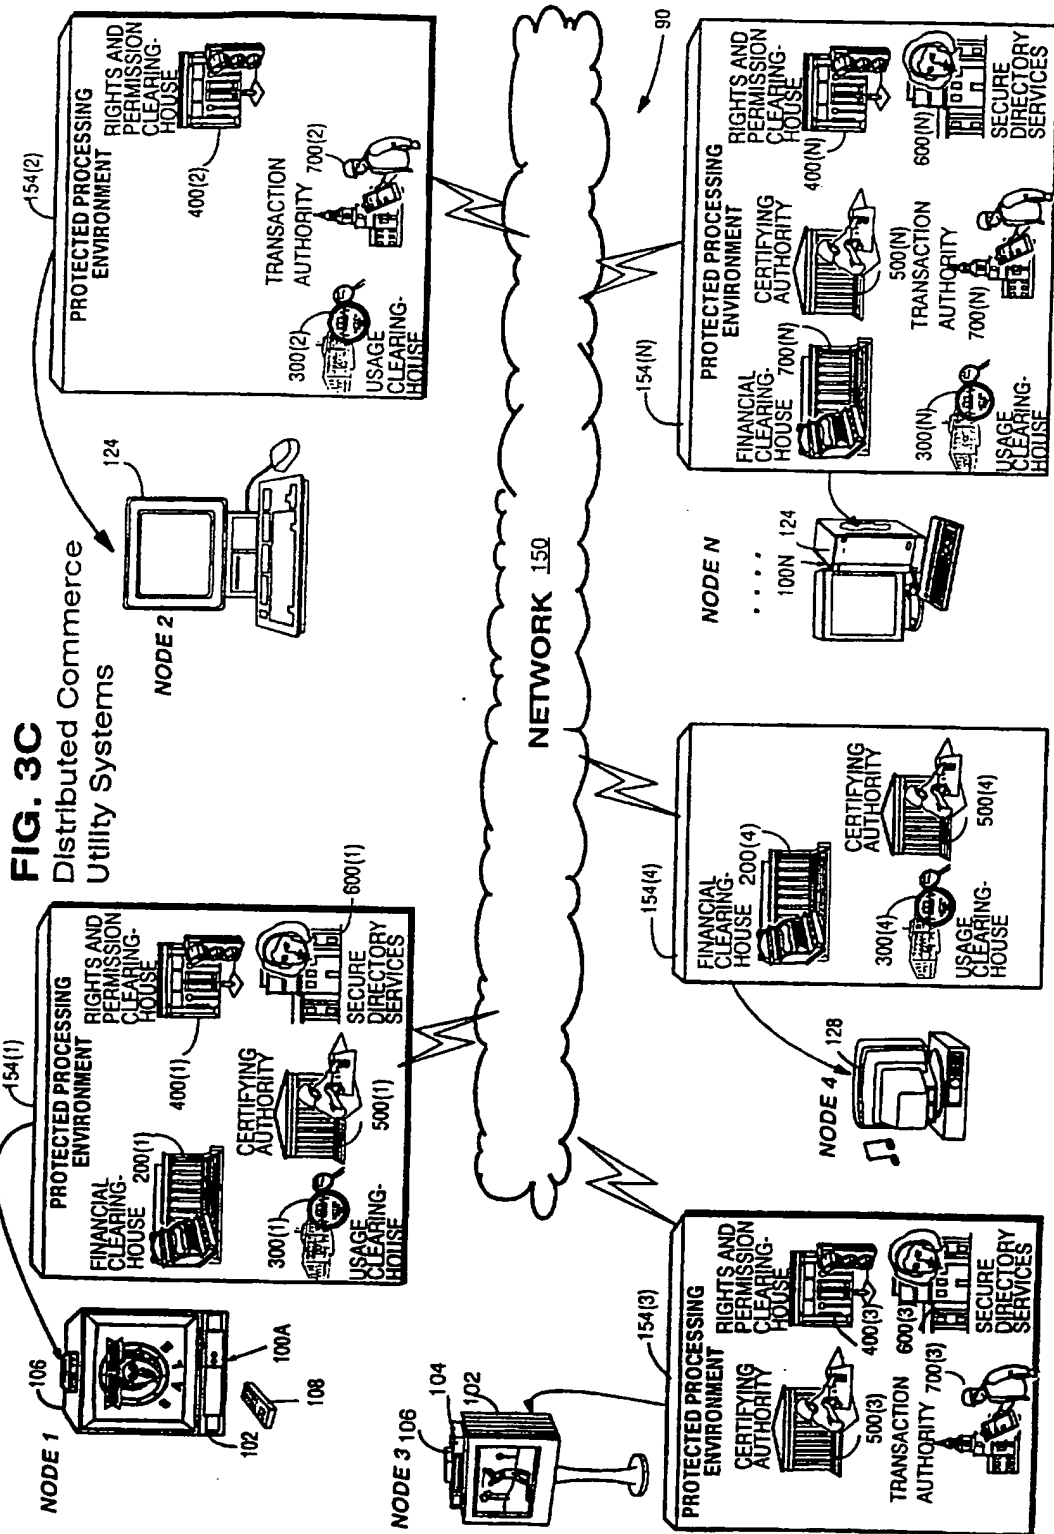 FIG. 3C
Distributed Commerce
Utility Systems
NODE 1
106
102
100A
108
154(1)
PROTECTED PROCESSING
ENVIRONMENT
FINANCIAL
CLEARING-
HOUSE
200(1)
RIGHTS AND
PERMISSION
CLEARING-
HOUSE
400(1)
300(1)
USAGE
CLEARING-
HOUSE
CERTIFYING
AUTHORITY
500(1)
SECURE
DIRECTORY
SERVICES
600(1)
NODE 2
124
154(2)
PROTECTED PROCESSING
ENVIRONMENT
RIGHTS AND
PERMISSION
CLEARING-
HOUSE
400(2)
300(2)
USAGE
CLEARING-
HOUSE
TRANSACTION
AUTHORITY
700(2)
NETWORK 150
90
NODE 3
104
106
102
154(3)
PROTECTED PROCESSING
ENVIRONMENT
CERTIFYING
AUTHORITY
500(3)
RIGHTS AND
PERMISSION
CLEARING-
HOUSE
400(3)
TRANSACTION
AUTHORITY
700(3)
600(3)
SECURE
DIRECTORY
SERVICES
NODE 4
128
154(4)
FINANCIAL
CLEARING-
HOUSE
200(4)
300(4)
USAGE
CLEARING-
HOUSE
CERTIFYING
AUTHORITY
500(4)
NODE N
. . . .
100N
124
154(N)
PROTECTED PROCESSING
ENVIRONMENT
FINANCIAL
CLEARING-
HOUSE
700(N)
CERTIFYING
AUTHORITY
500(N)
RIGHTS AND
PERMISSION
CLEARING-
HOUSE
400(N)
300(N)
USAGE
CLEARING-
HOUSE
TRANSACTION
AUTHORITY
700(N)
600(N)
SECURE
DIRECTORY
SERVICES